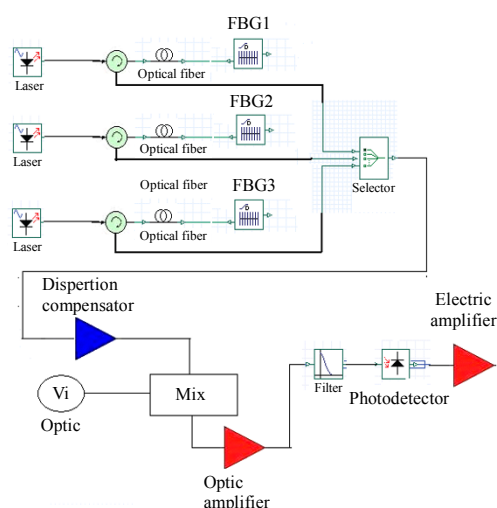 FBG1
Optical fiber
Laser
FBG2
Optical fiber
Laser
Selector
Optical fiber
FBG3
Optical fiber
Laser
Dispertion
compensator
Electric
amplifier
Vi
Mix
Filter
Photodetector
Optic
Optic
amplifier